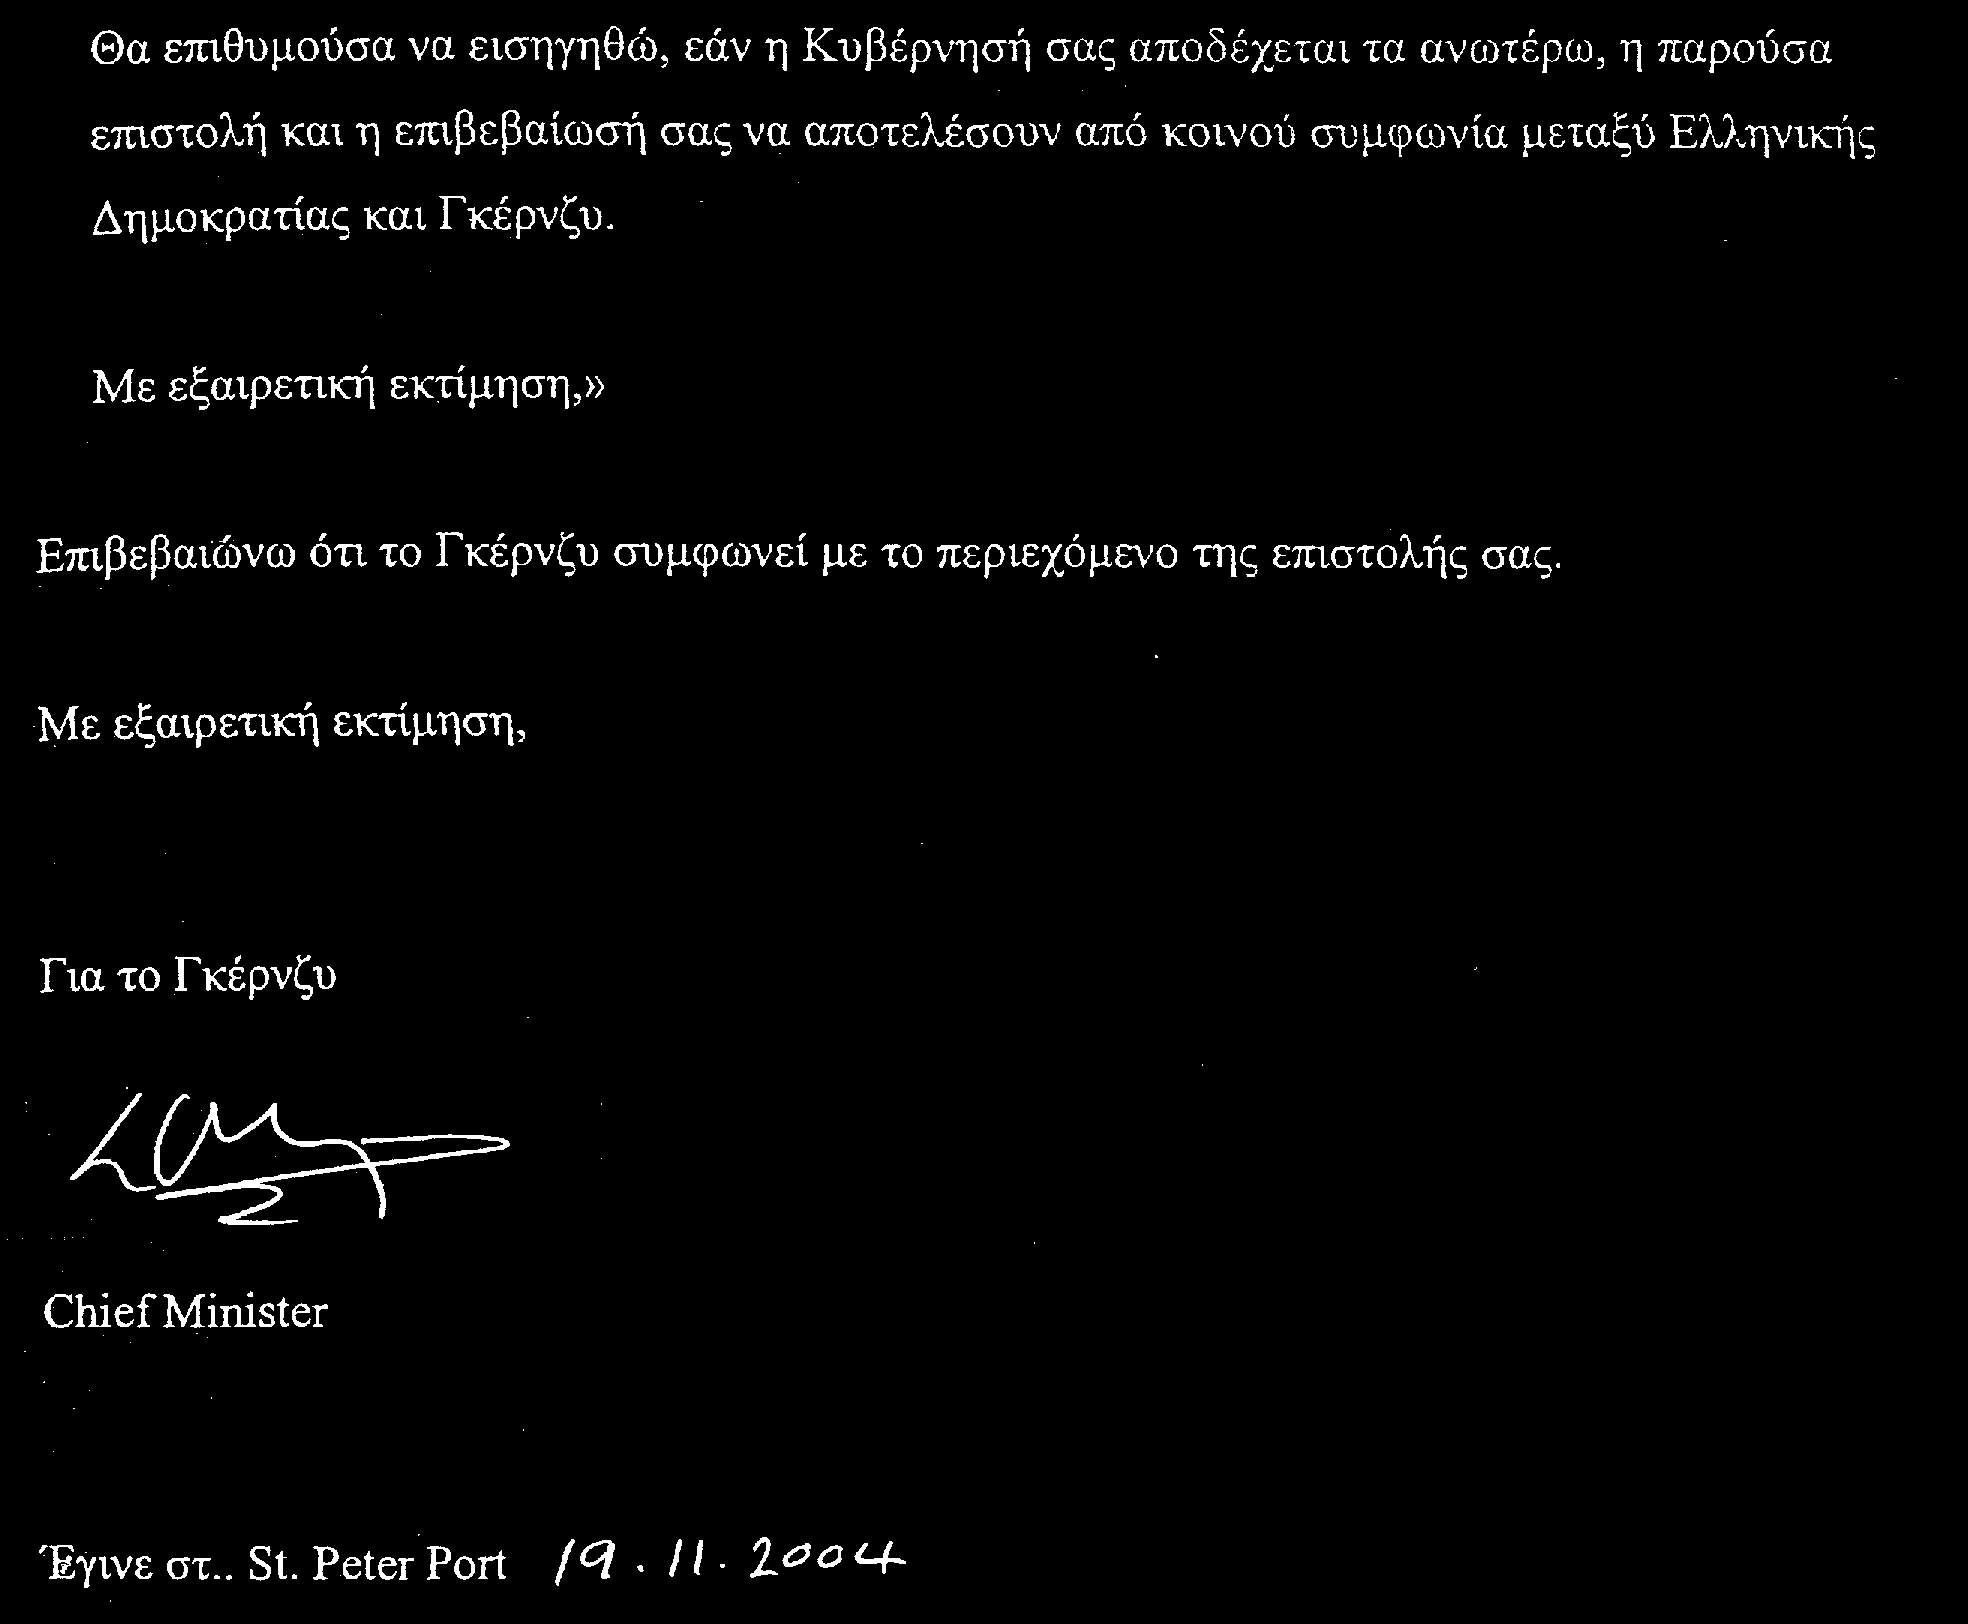 Θα επιθυμούσα να εισηγηθώ, εάν η Κυβέρνησή σας αποδέχεται τα ανωτέρω, η παρούσα
επιστολή και η επιβεβαίωσή σας να αποτελέσουν από κοινού συμφωνία μεταξύ Ελληνικής
Δημοκρατίας και Γκέρνζυ.
Με εξαιρετική εκτίμηση,»
Επιβεβαιώνω ότι το Γκέρνζυ συμφωνεί με το περιεχόμενο της επιστολής σας.
Με εξαιρετική εκτίμηση,
Για το Γκέρνζυ
Chief Minister
Έγινε στ.. St. Peter Port 19.11.2004